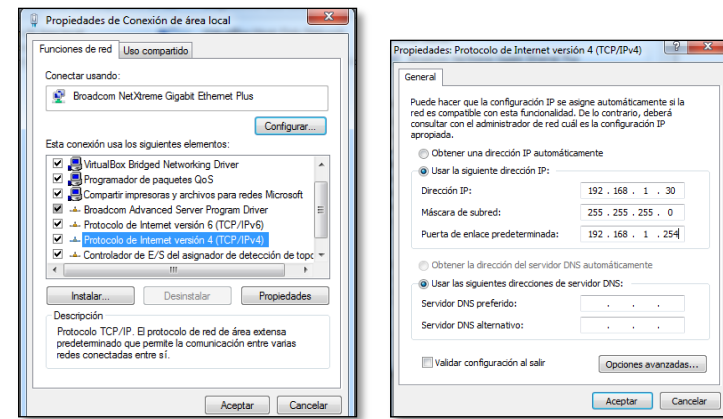 Propiedades de Conexión de área local
Funciones de red Uso compartido
Conectar usando:
Broadcom NetXtreme Gigabit Ethernet Plus
Configurar...
Esta conexión usa los siguientes elementos:
VirtualBox Bridged Networking Driver
Programador de paquetes QoS
Compartir impresoras y archivos para redes Microsoft
Broadcom Advanced Server Program Driver
Protocolo de Internet versión 6 (TCP/IPv6)
Protocolo de Internet versión 4 (TCP/IPv4)
Controlador de E/S del asignador de detección de topo
Instalar... Desinstalar Propiedades
Descripción
Protocolo TCP/IP. El protocolo de red de área extensa
predeterminado que permite la comunicación entre varias
redes conectadas entre sí.
Aceptar Cancelar
Propiedades: Protocolo de Internet versión 4 (TCP/IPv4)
General
Puede hacer que la configuración IP se asigne automáticamente si la
red es compatible con esta funcionalidad. De lo contrario, deberá
consultar con el administrador de red cuál es la configuración IP
apropiada.
Obtener una dirección IP automáticamente
Usar la siguiente dirección IP:
Dirección IP: 192 . 168 . 1 . 30
Máscara de subred: 255 . 255 . 255 . 0
Puerta de enlace predeterminada: 192 . 168 . 1 . 254
Obtener la dirección del servidor DNS automáticamente
Usar las siguientes direcciones de servidor DNS:
Servidor DNS preferido: . . .
Servidor DNS alternativo: . . .
Validar configuración al salir Opciones avanzadas...
Aceptar Cancelar